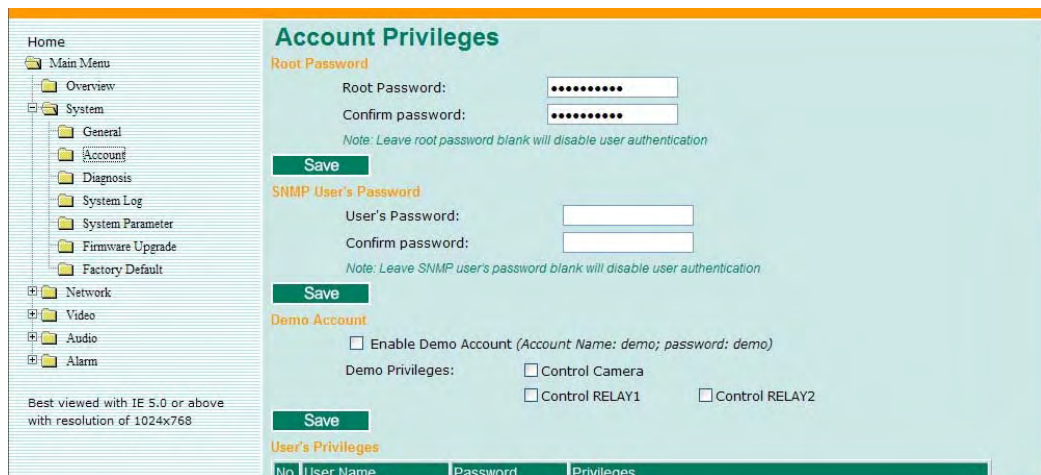 Home
Main Menu
Overview
System
General
Account
Diagnosis
System Log
System Parameter
Firmware Upgrade
Factory Default
Network
Video
Audio
Alarm
Best viewed with IE 5.0 or above
with resolution of 1024x768
Account Privileges
Root Password
Root Password: ••••••••••
Confirm password: ••••••••••
Note: Leave root password blank will disable user authentication
Save
SNMP User's Password
User's Password:
Confirm password:
Note: Leave SNMP user's password blank will disable user authentication
Save
Demo Account
Enable Demo Account (Account Name: demo; password: demo)
Demo Privileges: Control Camera
Control RELAY1 Control RELAY2
Save
User's Privileges
No User Name Password Privileges